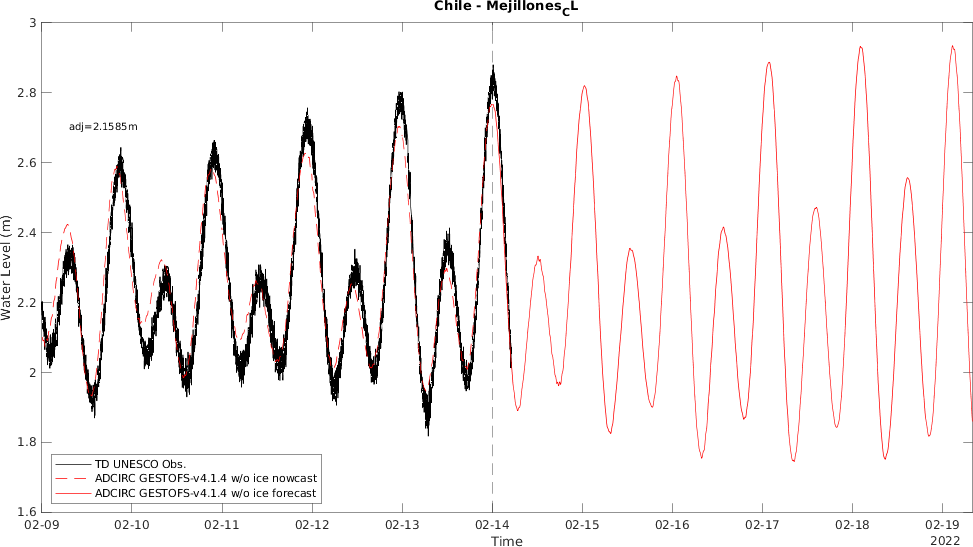 Chile - Mejillones_CL
3
2.8
2.6
2.4
2.2
2
1.8
1.6
Water Level (m)
adj=2.1585m
TD UNESCO Obs.
ADCIRC GESTOFS-v4.1.4 w/o ice nowcast
ADCIRC GESTOFS-v4.1.4 w/o ice forecast
02-09 02-10 02-11 02-12 02-13 02-14 02-15 02-16 02-17 02-18 02-19
Time
2022